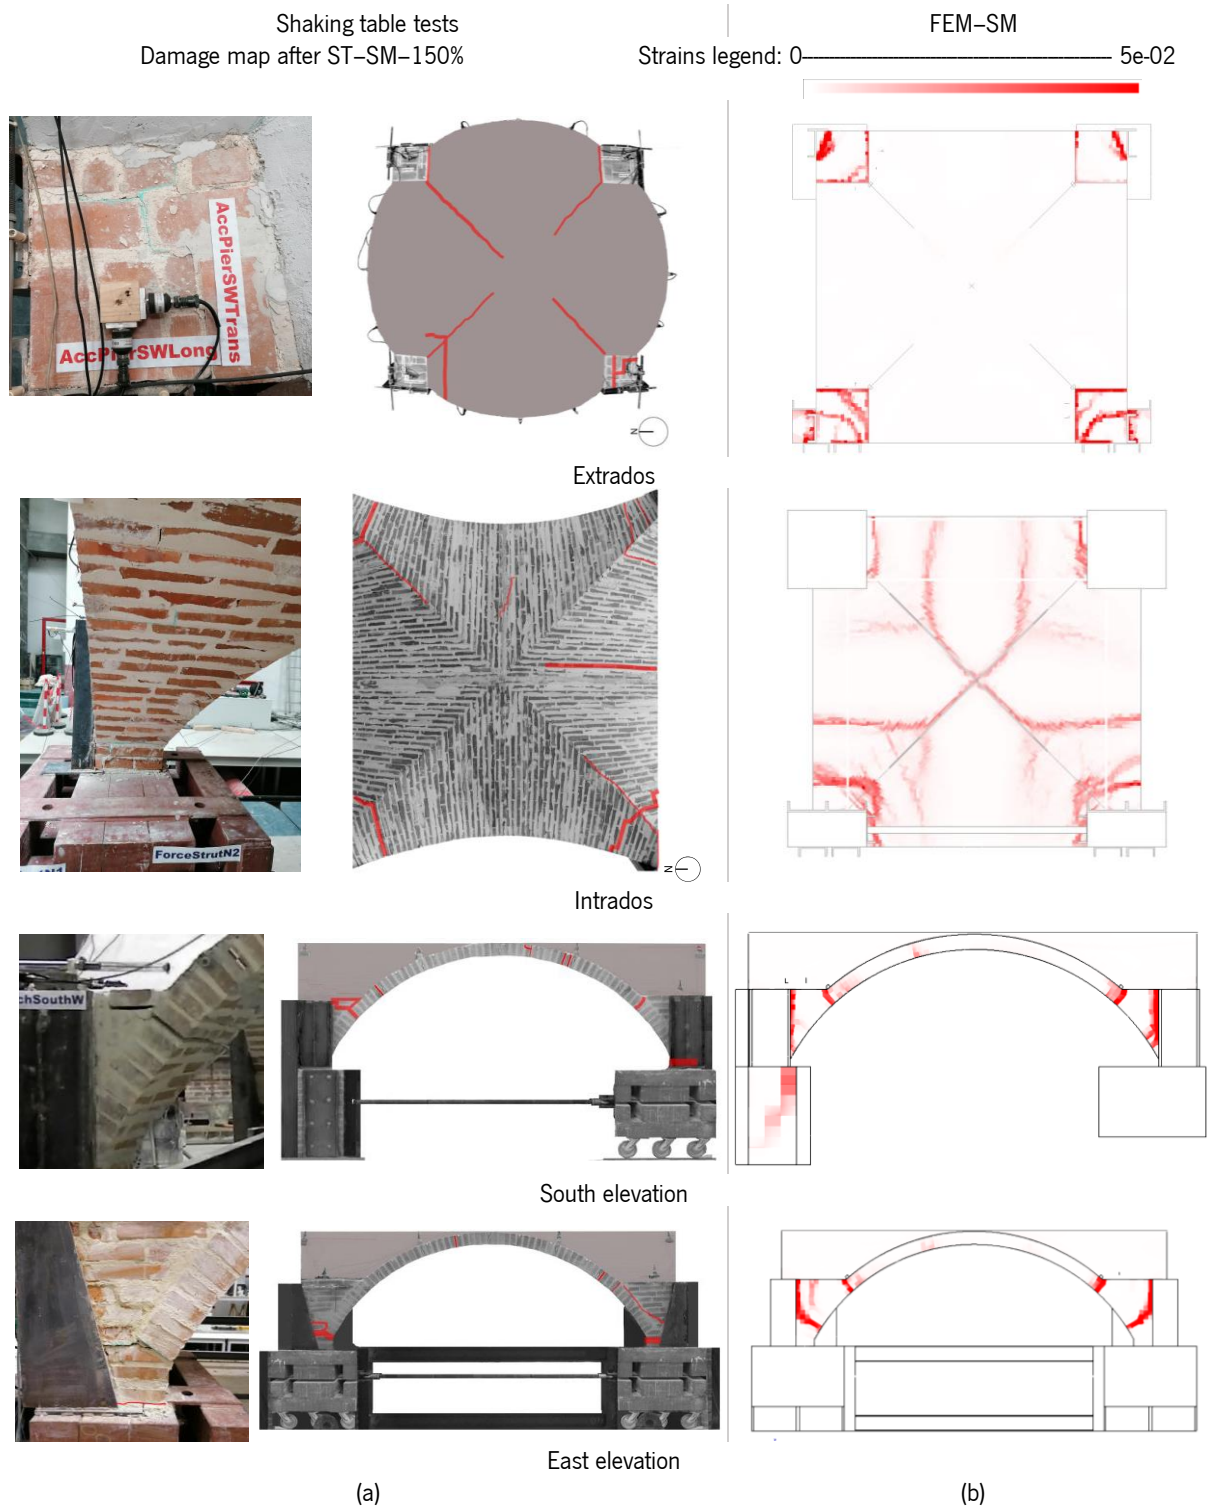 Shaking table tests
Damage map after ST–SM–150%
FEM–SM
Strains legend: 0 5e-02
AccPierSWTrans
AccPierSWLong
N
Extrados
ForceStrutN2
N
Intrados
chSouthW
South elevation
East elevation
(a)
(b)